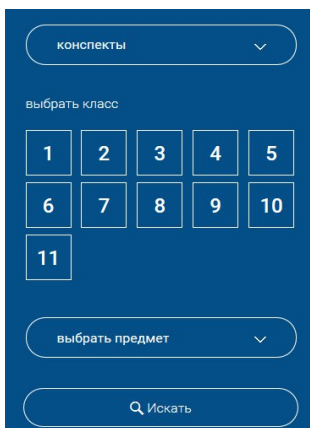 конспекты
выбрать класс
1 2 3 4 5
6 7 8 9 10
11
выбрать предмет
Искать